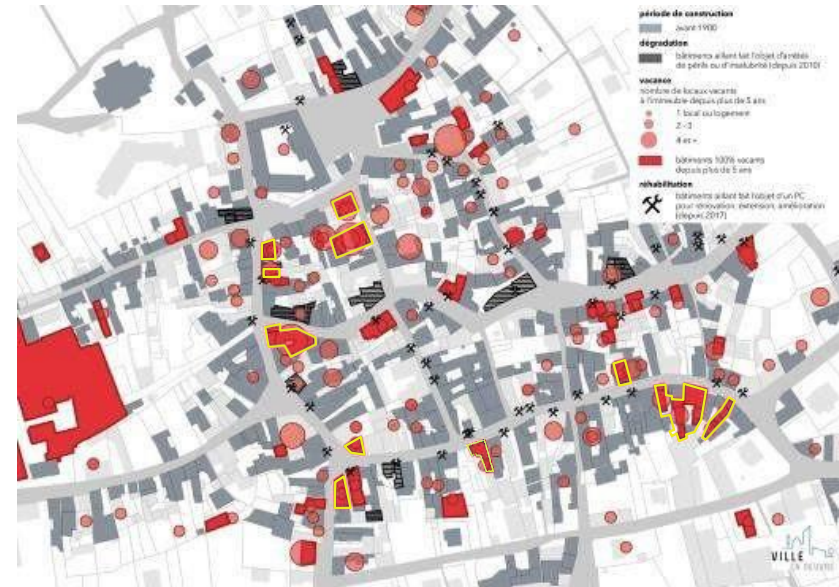 période de construction
avant 1900
dégradation
bâtiments aillant fait l'objet d'arrêtés
de périls ou d'insalubrité (depuis 2010)
vacance
nombre de locaux vacants
à l'immeuble depuis plus de 5 ans
1 local ou logement
2 - 3
4 et +
bâtiments 100% vacants
depuis plus de 5 ans
réhabilitation
bâtiments aillant fait l'objet d'un PC
pour rénovation, extension, amélioration
(depuis 2017)
VILLE